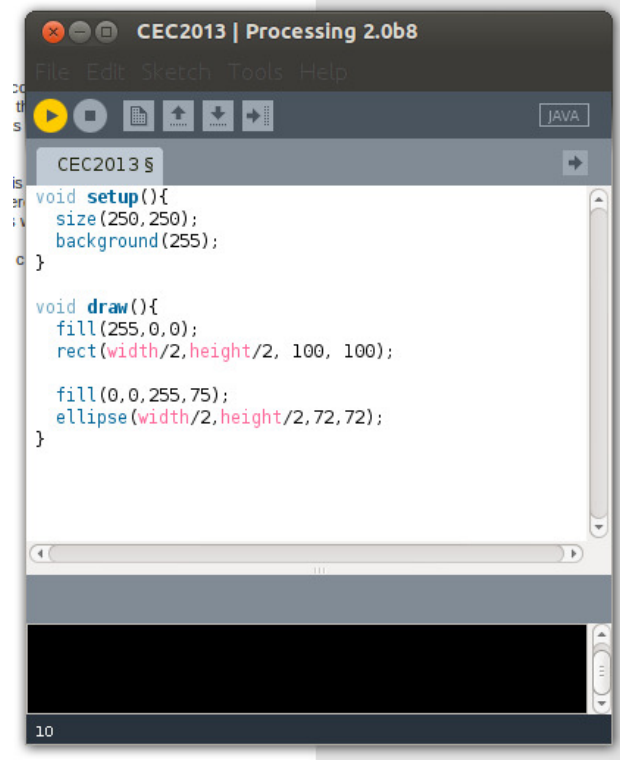 CEC2013 | Processing 2.0b8
File Edit Sketch Tools Help
JAVA
CEC2013 §
void setup(){
  size(250,250);
  background(255);
}
void draw(){
  fill(255,0,0);
  rect(width/2,height/2, 100, 100);
  fill(0,0,255,75);
  ellipse(width/2,height/2,72,72);
}
10